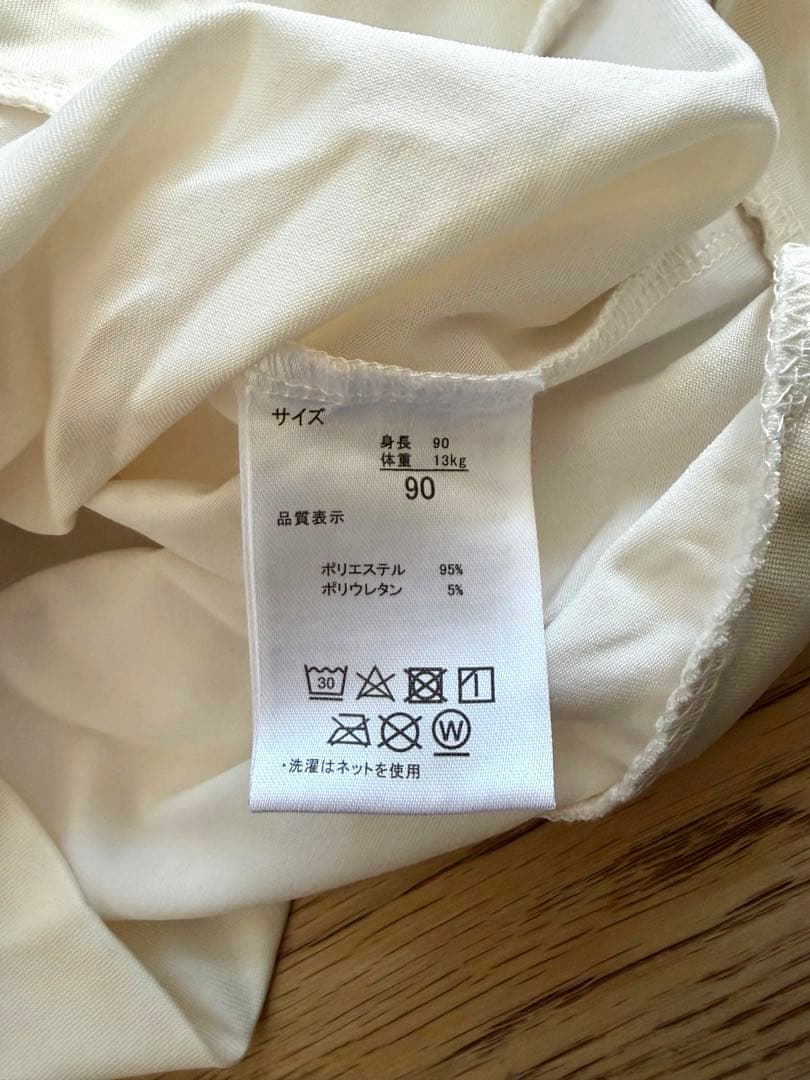 サイズ
身長 90
体重 13kg
90
品質表示
ポリエステル 95%
ポリウレタン 5%
30
W
・洗濯はネットを使用